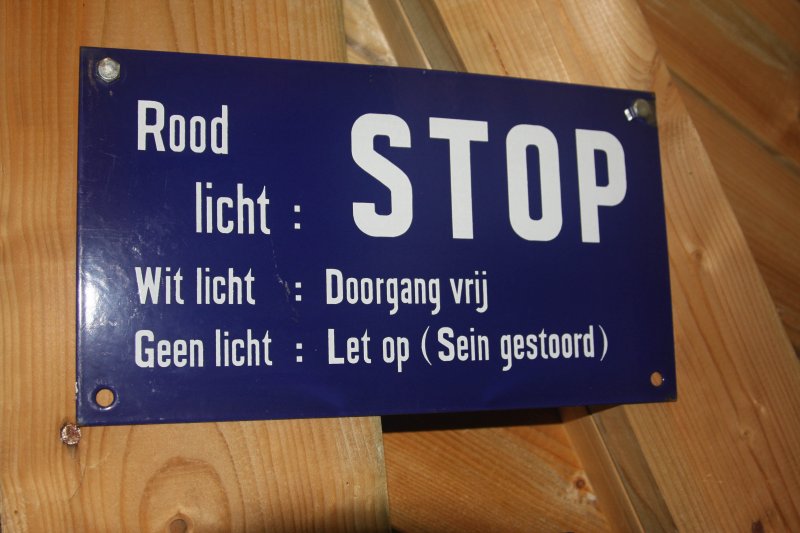 Rood
licht : STOP
Wit licht : Doorgang vrij
Geen licht : Let op ( Sein gestoord )